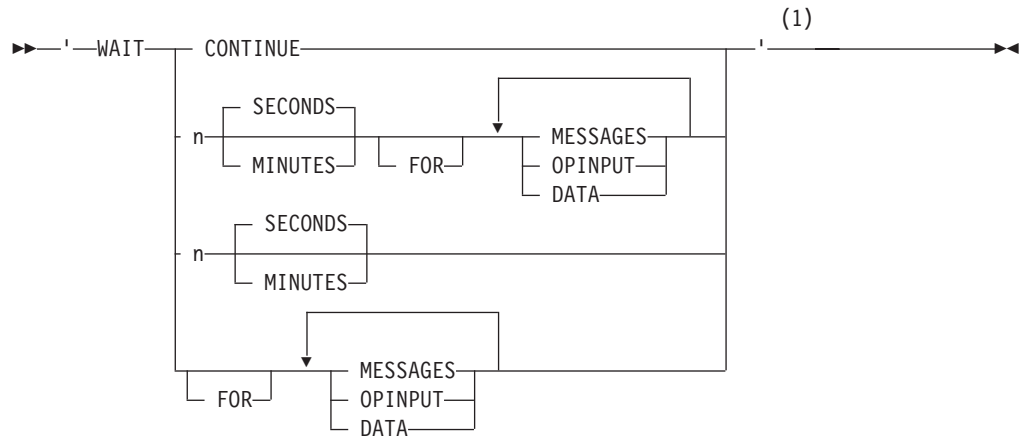 (1)
' WAIT CONTINUE '
SECONDS
n MESSAGES
MINUTES FOR OPINPUT
DATA
SECONDS
n
MINUTES
MESSAGES
FOR OPINPUT
DATA